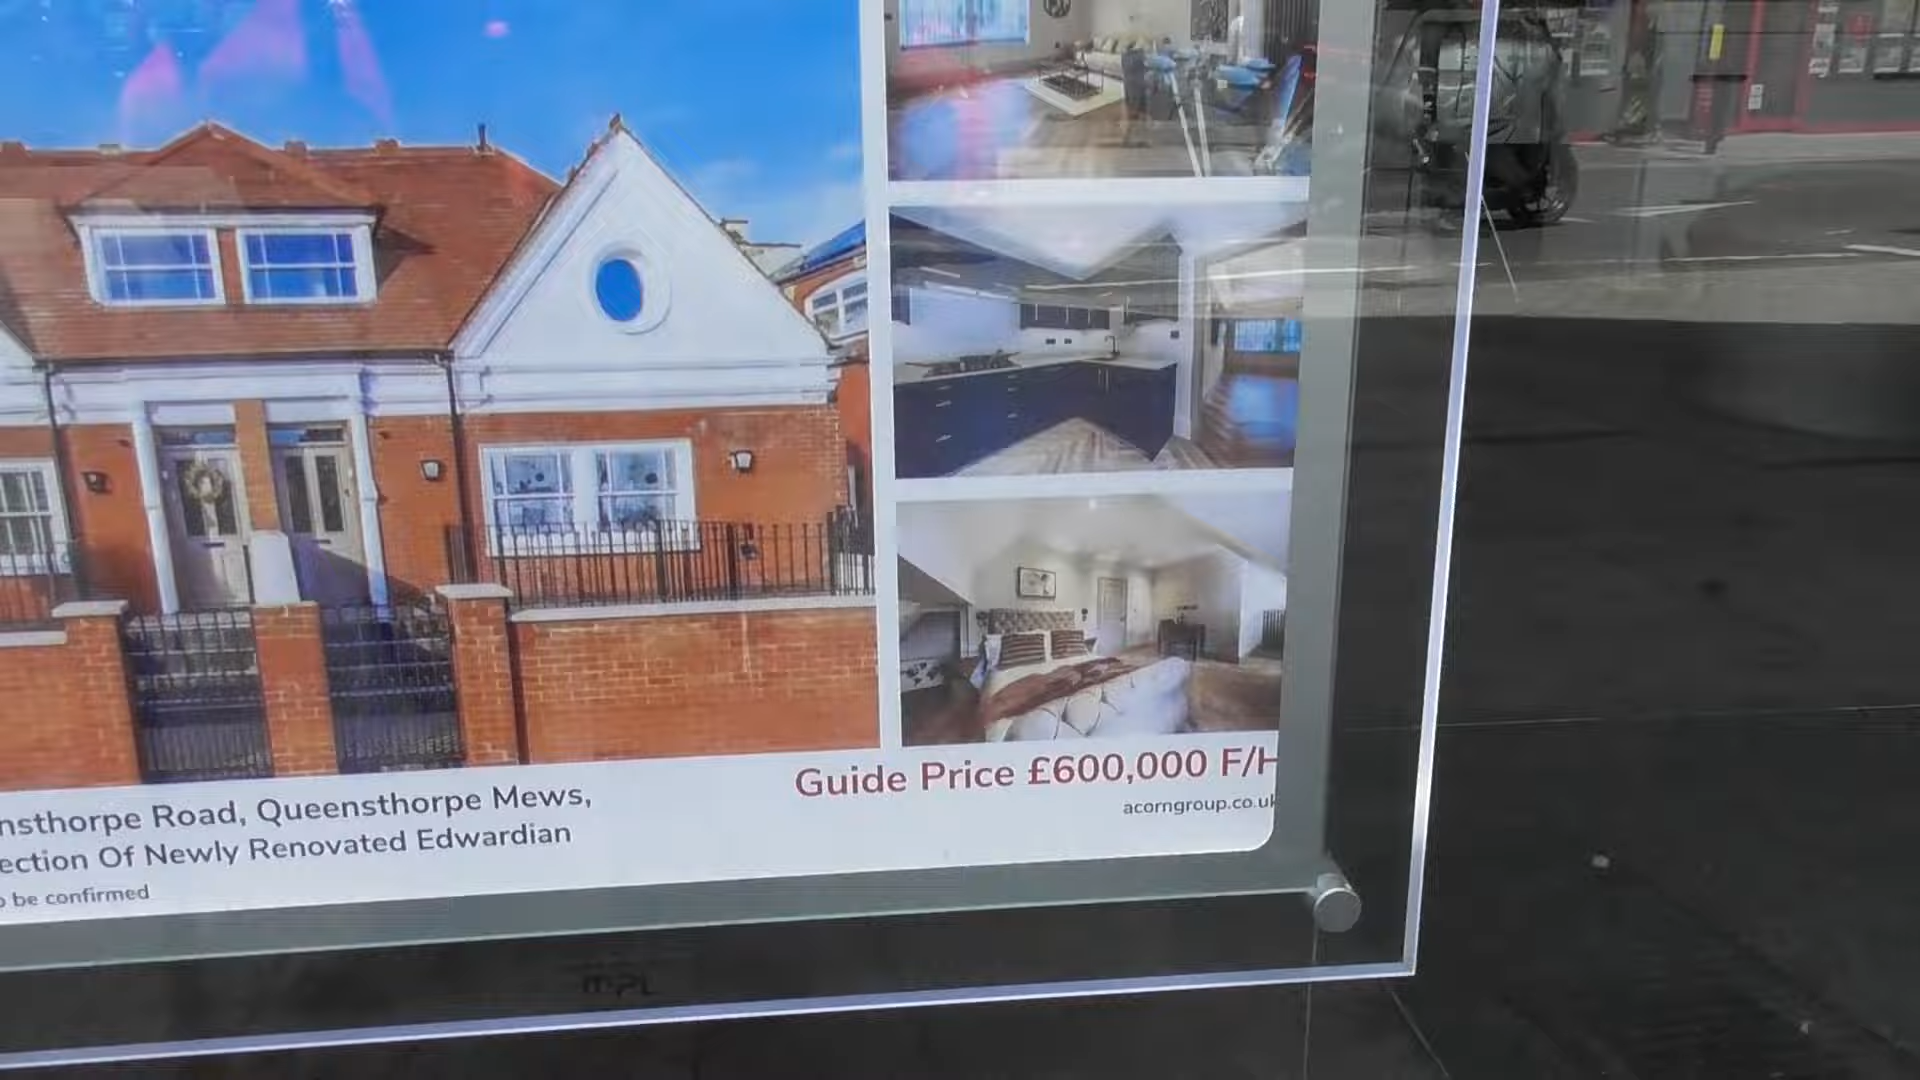 Guide Price £600,000 F/H
acorngroup.co.uk
nsthorpe Road, Queensthorpe Mews,
ection Of Newly Renovated Edwardian
o be confirmed